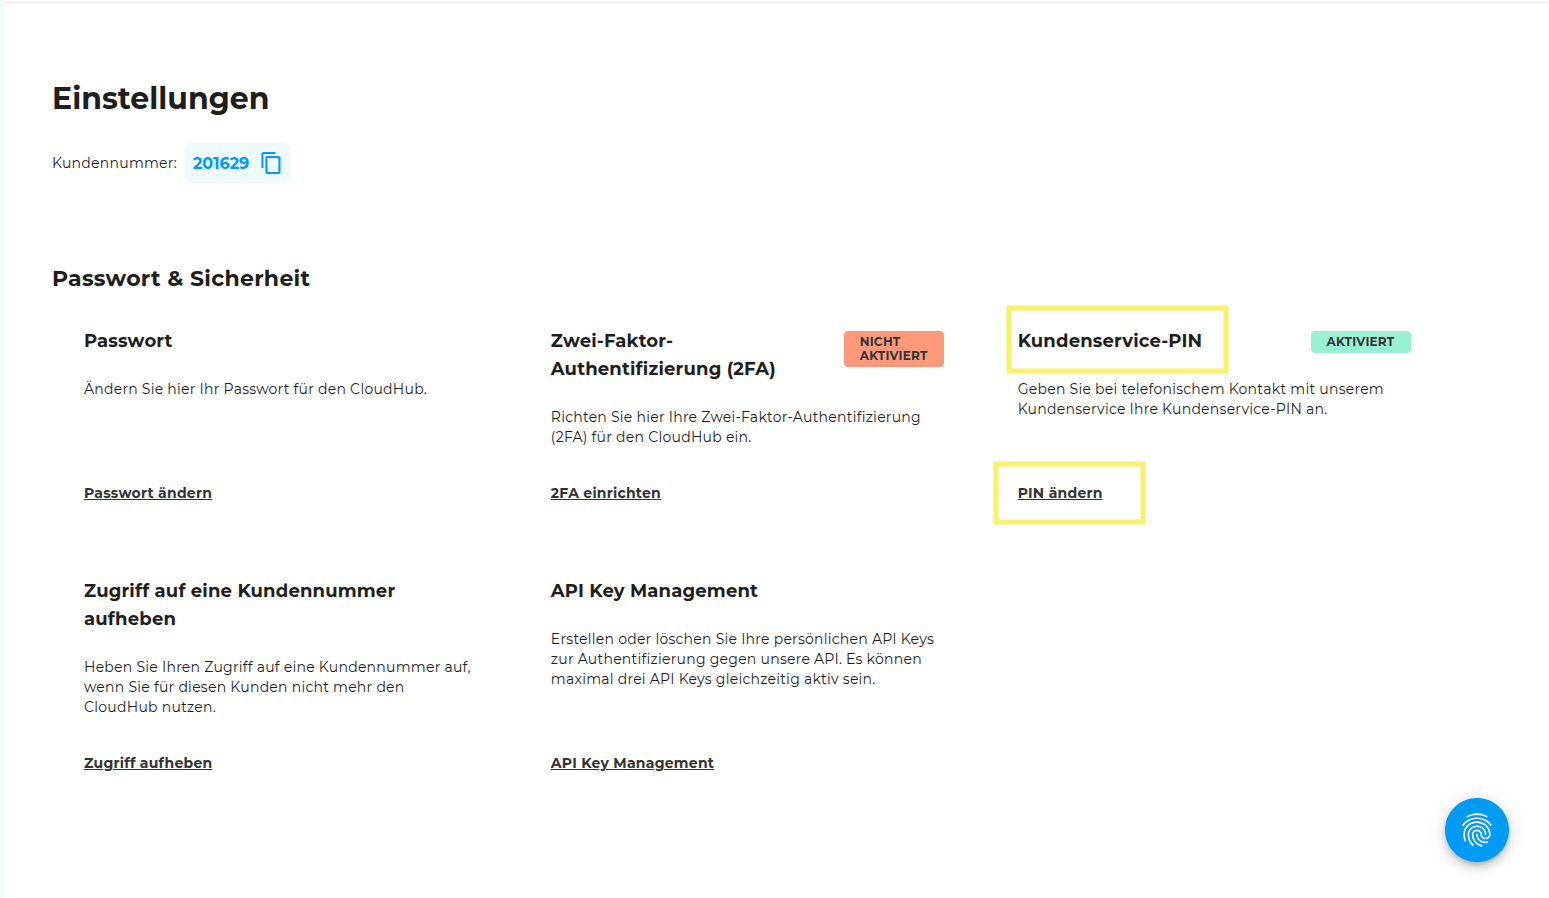 Einstellungen
Kundennummer: 201629
Passwort & Sicherheit
Passwort
Ändern Sie hier Ihr Passwort für den CloudHub.
Passwort ändern
Zwei-Faktor-
Authentifizierung (2FA)
NICHT
AKTIVIERT
Richten Sie hier Ihre Zwei-Faktor-Authentifizierung
(2FA) für den CloudHub ein.
2FA einrichten
Kundenservice-PIN
AKTIVIERT
Geben Sie bei telefonischem Kontakt mit unserem
Kundenservice Ihre Kundenservice-PIN an.
PIN ändern
Zugriff auf eine Kundennummer
aufheben
Heben Sie Ihren Zugriff auf eine Kundennummer auf,
wenn Sie für diesen Kunden nicht mehr den
CloudHub nutzen.
Zugriff aufheben
API Key Management
Erstellen oder löschen Sie Ihre persönlichen API Keys
zur Authentifizierung gegen unsere API. Es können
maximal drei API Keys gleichzeitig aktiv sein.
API Key Management